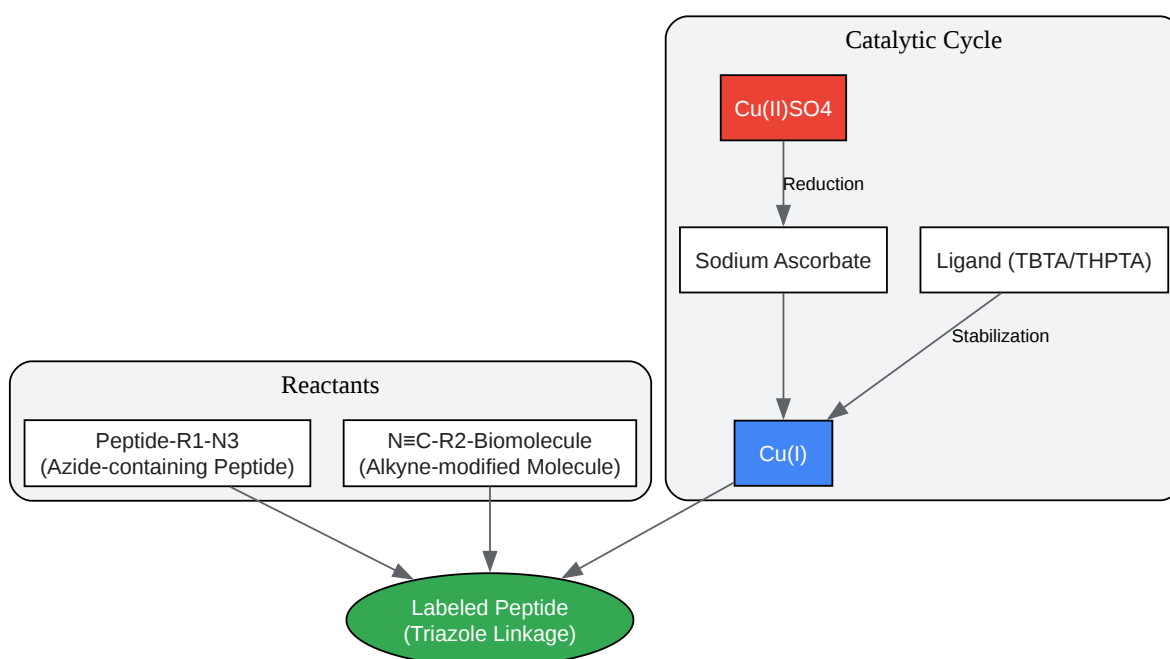 Catalytic Cycle
Cu(II)SO4
Reduction
Sodium Ascorbate
Ligand (TBTA/THPTA)
Stabilization
Cu(I)
Reactants
Peptide-R1-N3
(Azide-containing Peptide)
N≡C-R2-Biomolecule
(Alkyne-modified Molecule)
Labeled Peptide
(Triazole Linkage)